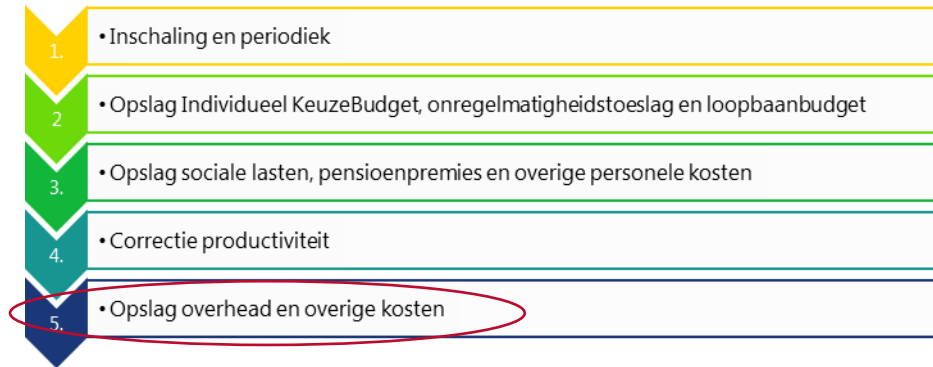 1. • Inschaling en periodiek
2 • Opslag Individueel KeuzeBudget, onregelmatigheidstoeslag en loopbaanbudget
3. • Opslag sociale lasten, pensioenpremies en overige personele kosten
4. • Correctie productiviteit
5. • Opslag overhead en overige kosten